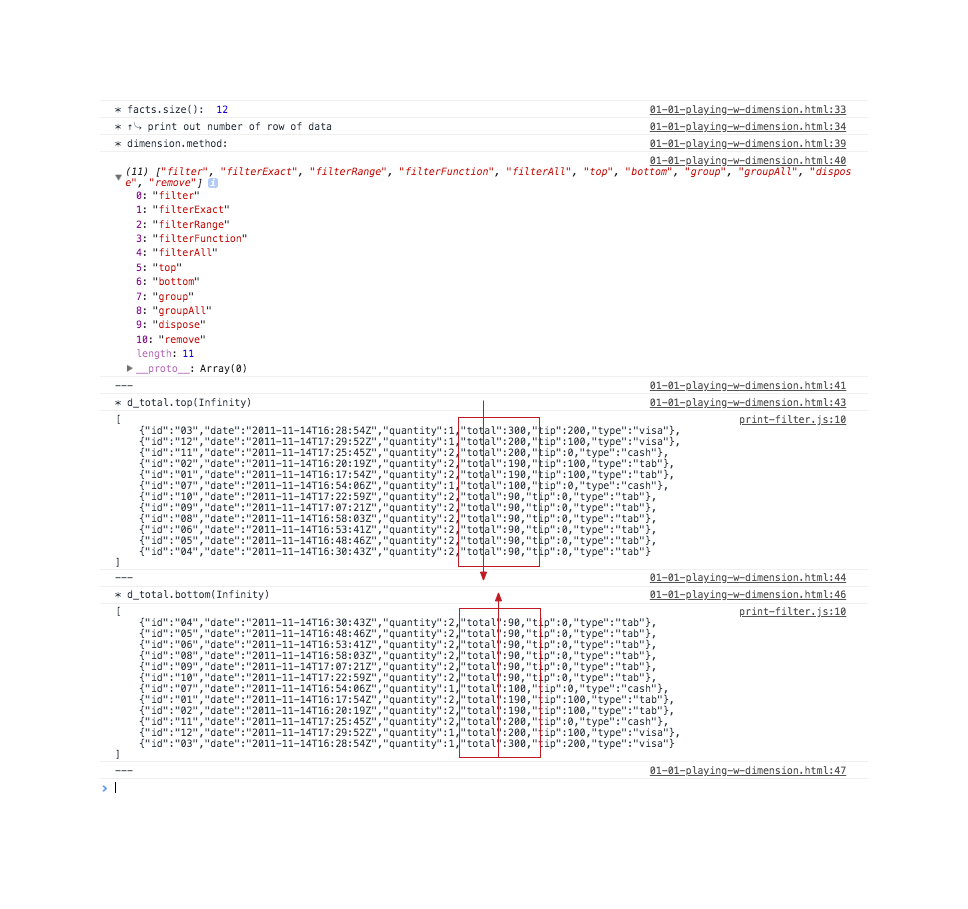 * facts.size():  12 01-01-playing-w-dimension.html:33
* ↑⤷ print out number of row of data 01-01-playing-w-dimension.html:34
* dimension.method: 01-01-playing-w-dimension.html:39
01-01-playing-w-dimension.html:40
▼ (11) ["filter", "filterExact", "filterRange", "filterFunction", "filterAll", "top", "bottom", "group", "groupAll", "dispos
e", "remove"] i
0: "filter"
1: "filterExact"
2: "filterRange"
3: "filterFunction"
4: "filterAll"
5: "top"
6: "bottom"
7: "group"
8: "groupAll"
9: "dispose"
10: "remove"
length: 11
▶ __proto__: Array(0)
--- 01-01-playing-w-dimension.html:41
* d_total.top(Infinity) 01-01-playing-w-dimension.html:43
[ print-filter.js:10
{"id":"03","date":"2011-11-14T16:28:54Z","quantity":1,"total":300,"tip":200,"type":"visa"},
{"id":"12","date":"2011-11-14T17:29:52Z","quantity":1,"total":200,"tip":100,"type":"visa"},
{"id":"11","date":"2011-11-14T17:25:45Z","quantity":2,"total":200,"tip":0,"type":"cash"},
{"id":"02","date":"2011-11-14T16:20:19Z","quantity":2,"total":190,"tip":100,"type":"tab"},
{"id":"01","date":"2011-11-14T16:17:54Z","quantity":2,"total":190,"tip":100,"type":"tab"},
{"id":"07","date":"2011-11-14T16:54:06Z","quantity":1,"total":100,"tip":0,"type":"cash"},
{"id":"10","date":"2011-11-14T17:22:59Z","quantity":2,"total":90,"tip":0,"type":"tab"},
{"id":"09","date":"2011-11-14T17:07:21Z","quantity":2,"total":90,"tip":0,"type":"tab"},
{"id":"08","date":"2011-11-14T16:58:03Z","quantity":2,"total":90,"tip":0,"type":"tab"},
{"id":"06","date":"2011-11-14T16:53:41Z","quantity":2,"total":90,"tip":0,"type":"tab"},
{"id":"05","date":"2011-11-14T16:48:46Z","quantity":2,"total":90,"tip":0,"type":"tab"},
{"id":"04","date":"2011-11-14T16:30:43Z","quantity":2,"total":90,"tip":0,"type":"tab"}
]
--- 01-01-playing-w-dimension.html:44
* d_total.bottom(Infinity) 01-01-playing-w-dimension.html:46
[ print-filter.js:10
{"id":"04","date":"2011-11-14T16:30:43Z","quantity":2,"total":90,"tip":0,"type":"tab"},
{"id":"05","date":"2011-11-14T16:48:46Z","quantity":2,"total":90,"tip":0,"type":"tab"},
{"id":"06","date":"2011-11-14T16:53:41Z","quantity":2,"total":90,"tip":0,"type":"tab"},
{"id":"08","date":"2011-11-14T16:58:03Z","quantity":2,"total":90,"tip":0,"type":"tab"},
{"id":"09","date":"2011-11-14T17:07:21Z","quantity":2,"total":90,"tip":0,"type":"tab"},
{"id":"10","date":"2011-11-14T17:22:59Z","quantity":2,"total":90,"tip":0,"type":"tab"},
{"id":"07","date":"2011-11-14T16:54:06Z","quantity":1,"total":100,"tip":0,"type":"cash"},
{"id":"01","date":"2011-11-14T16:17:54Z","quantity":2,"total":190,"tip":100,"type":"tab"},
{"id":"02","date":"2011-11-14T16:20:19Z","quantity":2,"total":190,"tip":100,"type":"tab"},
{"id":"11","date":"2011-11-14T17:25:45Z","quantity":2,"total":200,"tip":0,"type":"cash"},
{"id":"12","date":"2011-11-14T17:29:52Z","quantity":1,"total":200,"tip":100,"type":"visa"},
{"id":"03","date":"2011-11-14T16:28:54Z","quantity":1,"total":300,"tip":200,"type":"visa"}
]
--- 01-01-playing-w-dimension.html:47
>